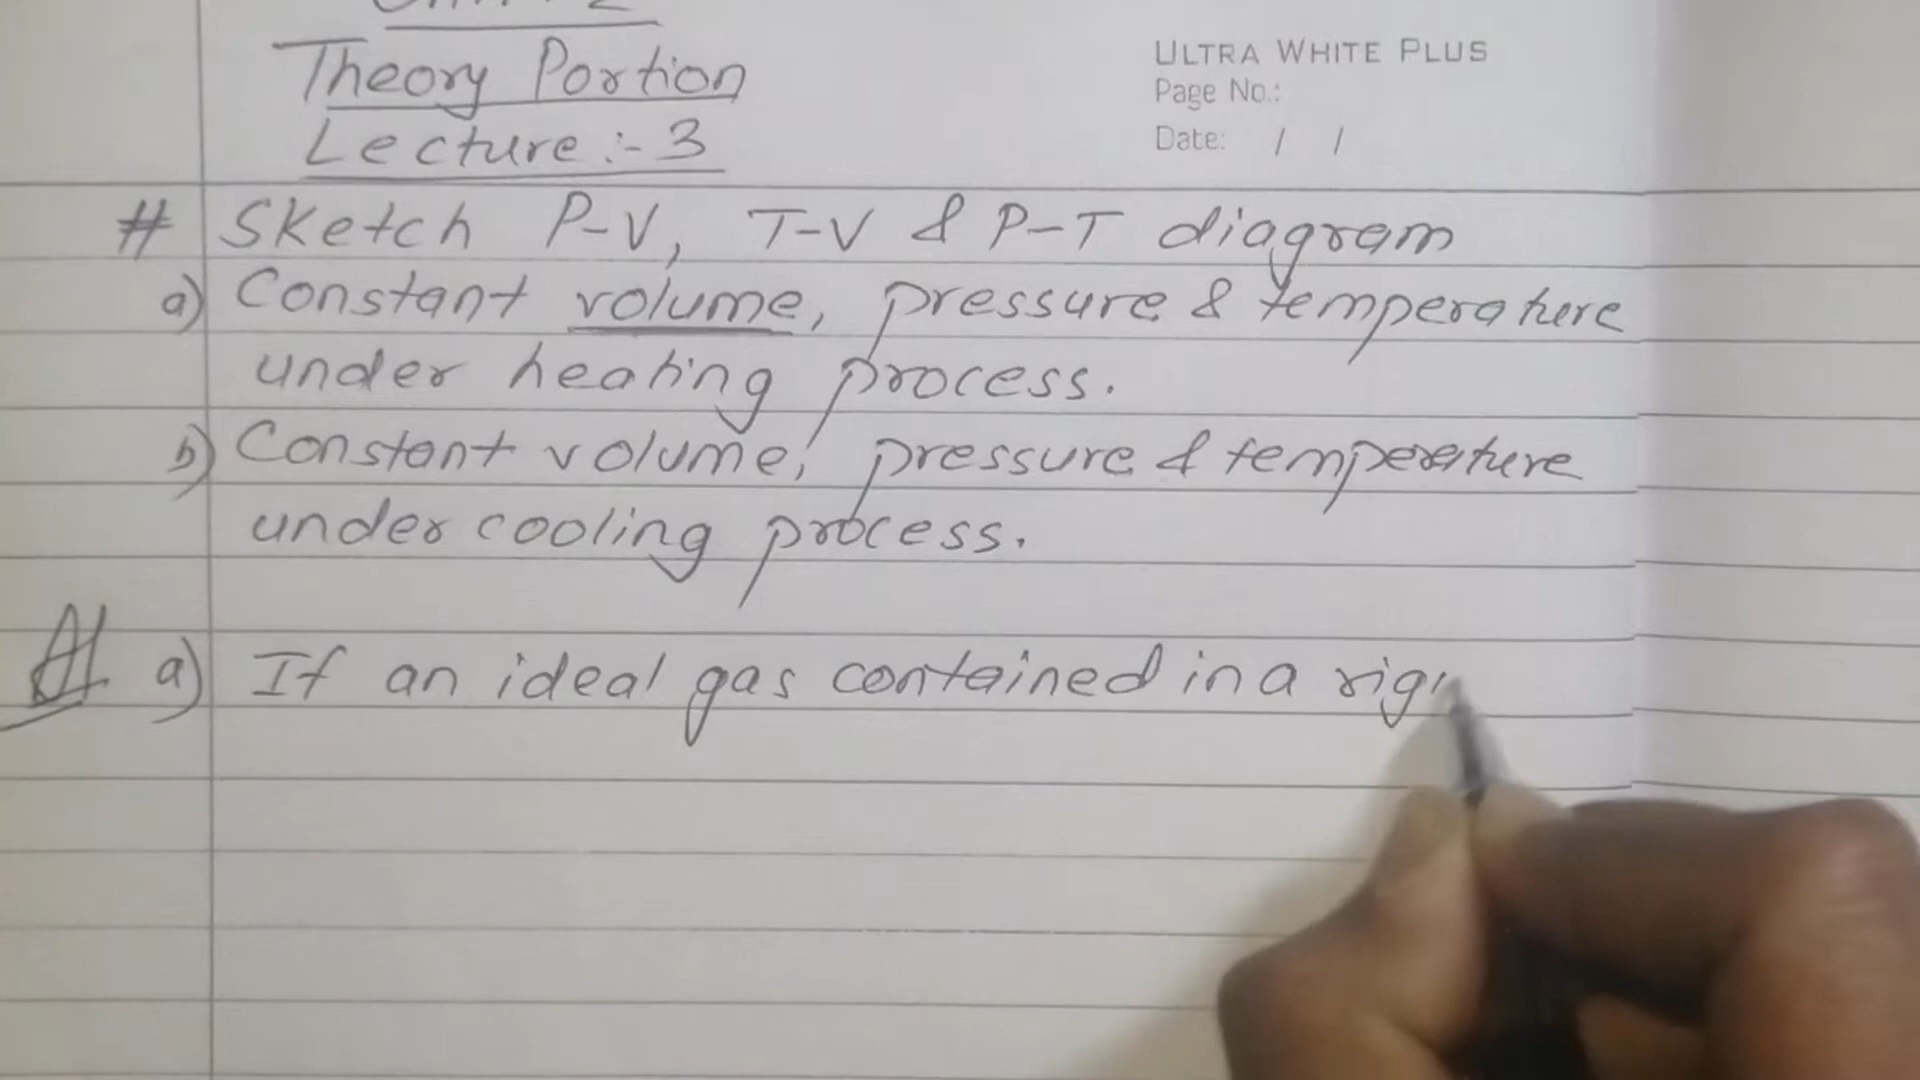 Theory Portion
Lecture :- 3
ULTRA WHITE PLUS
Page No.:
Date: / /
# Sketch P-V, T-V & P-T diagram
a) Constant volume, pressure & temperature
under heating process.
b) Constant volume, pressure & temperature
under cooling process.
a) If an ideal gas contained in a rigi